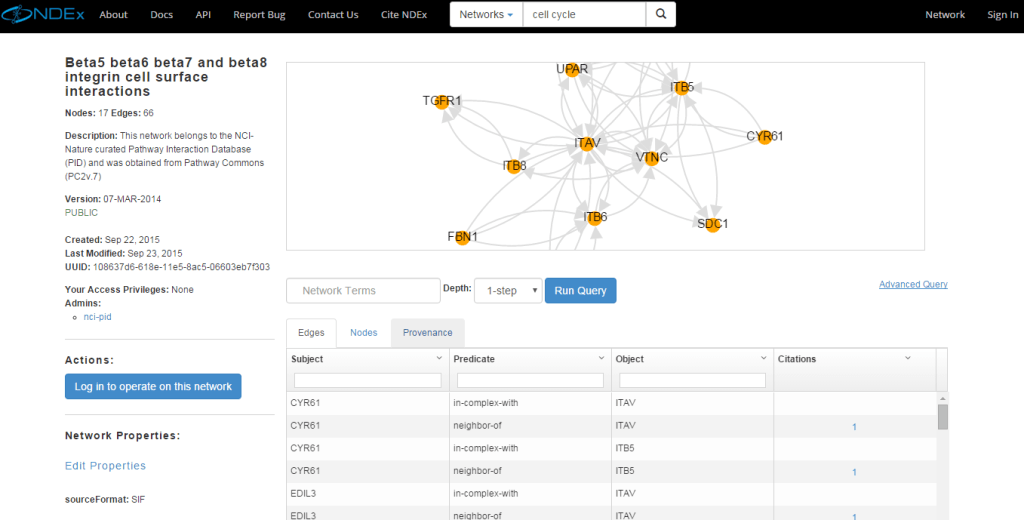 NDEx About Docs API Report Bug Contact Us Cite NDEx Networks cell cycle Network Sign In
Beta5 beta6 beta7 and beta8
integrin cell surface
interactions
Nodes: 17 Edges: 66
Description: This network belongs to the NCI-
Nature curated Pathway Interaction Database
(PID) and was obtained from Pathway Commons
(PC2v.7)
Version: 07-MAR-2014
PUBLIC
Created: Sep 22, 2015
Last Modified: Sep 23, 2015
UUID: 108637d6-618e-11e5-8ac5-06603eb7f303
Your Access Privileges: None
Admins:
nci-pid
Actions:
Log in to operate on this network
Network Properties:
Edit Properties
sourceFormat: SIF
UPAR
ITB5
TGFR1
CYR61
ITAV
VTNC
ITB8
ITB6
SDC1
FBN1
Network Terms Depth: 1-step Run Query Advanced Query
Edges Nodes Provenance
Subject Predicate Object Citations
CYR61 in-complex-with ITAV
CYR61 neighbor-of ITAV 1
CYR61 in-complex-with ITB5
CYR61 neighbor-of ITB5 1
EDIL3 in-complex-with ITAV
EDIL3 neighbor-of ITAV 1